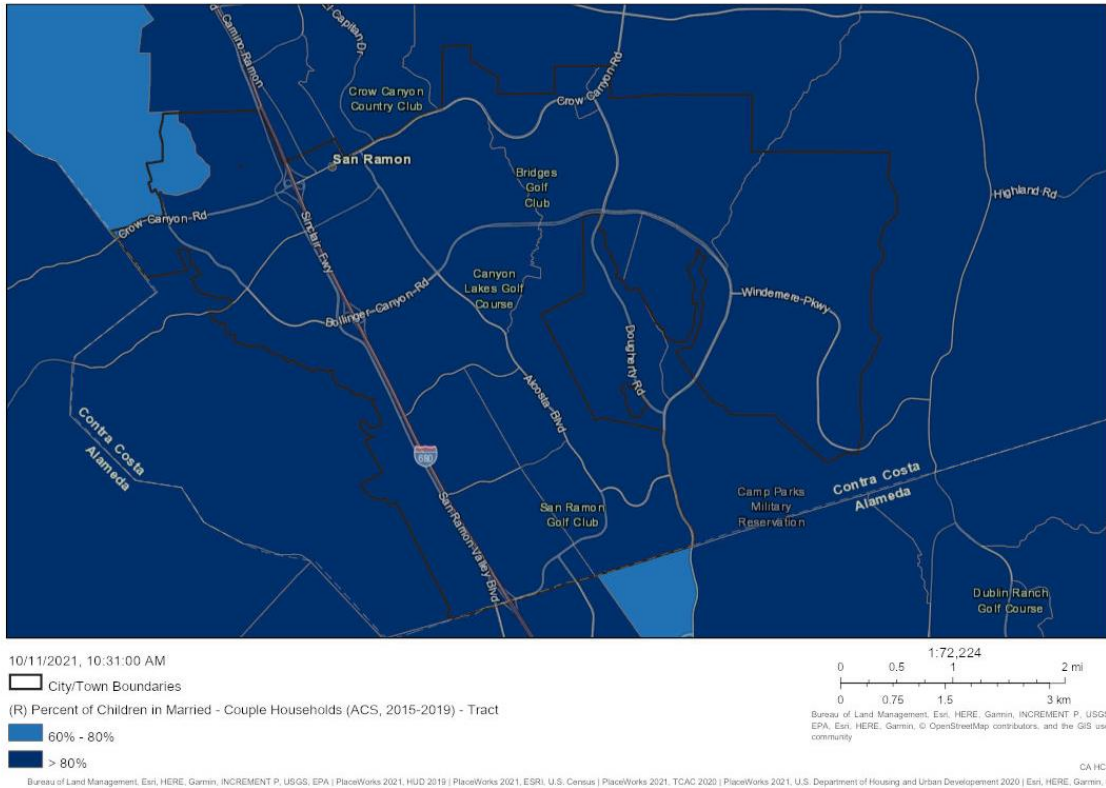 Camino Ramon
El Capitan Dr
Crow Canyon
Country Club
Crow Canyon Rd
San Ramon
Bridges
Golf
Club
Highland Rd
Crow Canyon Rd
Sinclair Fwy
Canyon
Lakes Golf
Course
Bollinger Canyon Rd
Windemere Pkwy
Dougherty Rd
Alcosta Blvd
Contra Costa
Alameda
680
San Ramon Valley Blvd
San Ramon
Golf Club
Camp Parks
Military
Reservation
Contra Costa
Alameda
Dublin Ranch
Golf Course
10/11/2021, 10:31:00 AM
City/Town Boundaries
(R) Percent of Children in Married - Couple Households (ACS, 2015-2019) - Tract
60% - 80%
> 80%
1:72,224
0 0.5 1 2 mi
0 0.75 1.5 3 km
Bureau of Land Management, Esri, HERE, Garmin, INCREMENT P, USGS
EPA, Esri, HERE, Garmin, © OpenStreetMap contributors, and the GIS
community
CA HC
Bureau of Land Management, Esri, HERE, Garmin, INCREMENT P, USGS, EPA | PlaceWorks 2021, HUD 2019 | PlaceWorks 2021, ESRI, U.S. Census | PlaceWorks 2021, TCAC 2020 | PlaceWorks 2021, U.S. Department of Housing and Urban Developement 2020 | Esri, HERE, Garmin,